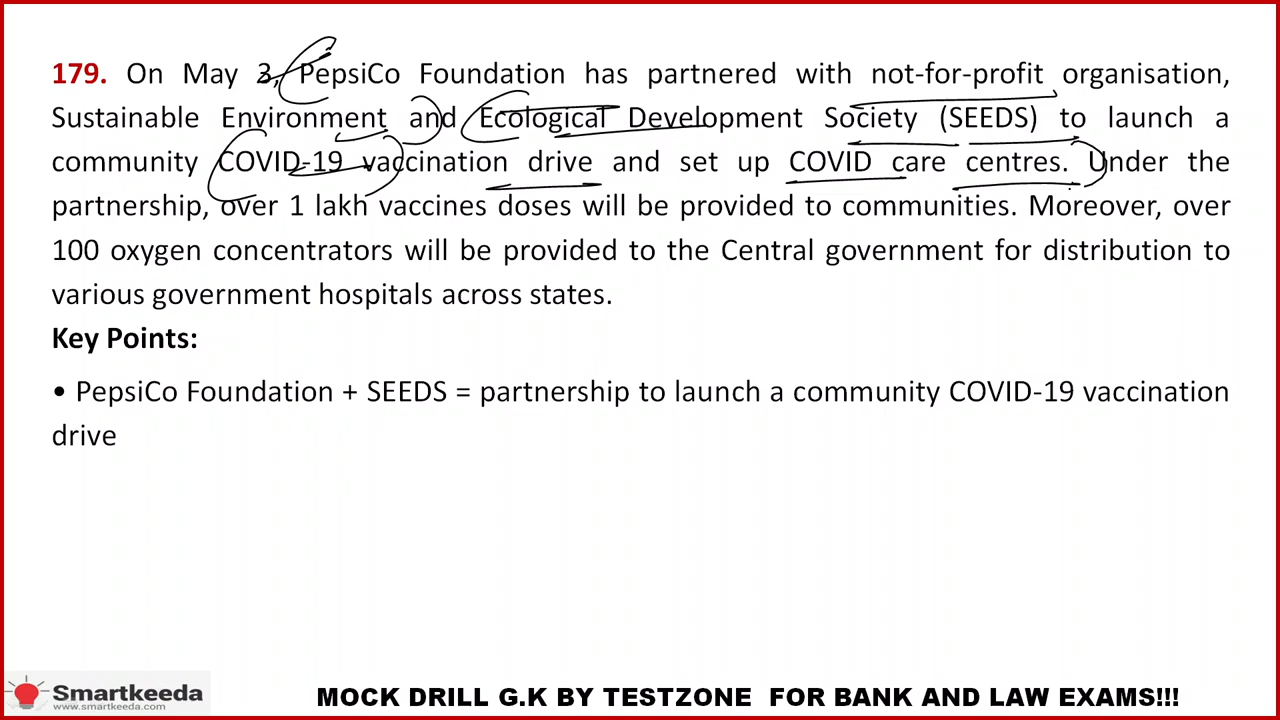 179. On May 3, PepsiCo Foundation has partnered with not-for-profit organisation,
Sustainable Environment and Ecological Development Society (SEEDS) to launch a
community COVID-19 vaccination drive and set up COVID care centres. Under the
partnership, over 1 lakh vaccines doses will be provided to communities. Moreover, over
100 oxygen concentrators will be provided to the Central government for distribution to
various government hospitals across states.
Key Points:
• PepsiCo Foundation + SEEDS = partnership to launch a community COVID-19 vaccination
drive
Smartkeeda
www.smartkeeda.com
MOCK DRILL G.K BY TESTZONE FOR BANK AND LAW EXAMS!!!